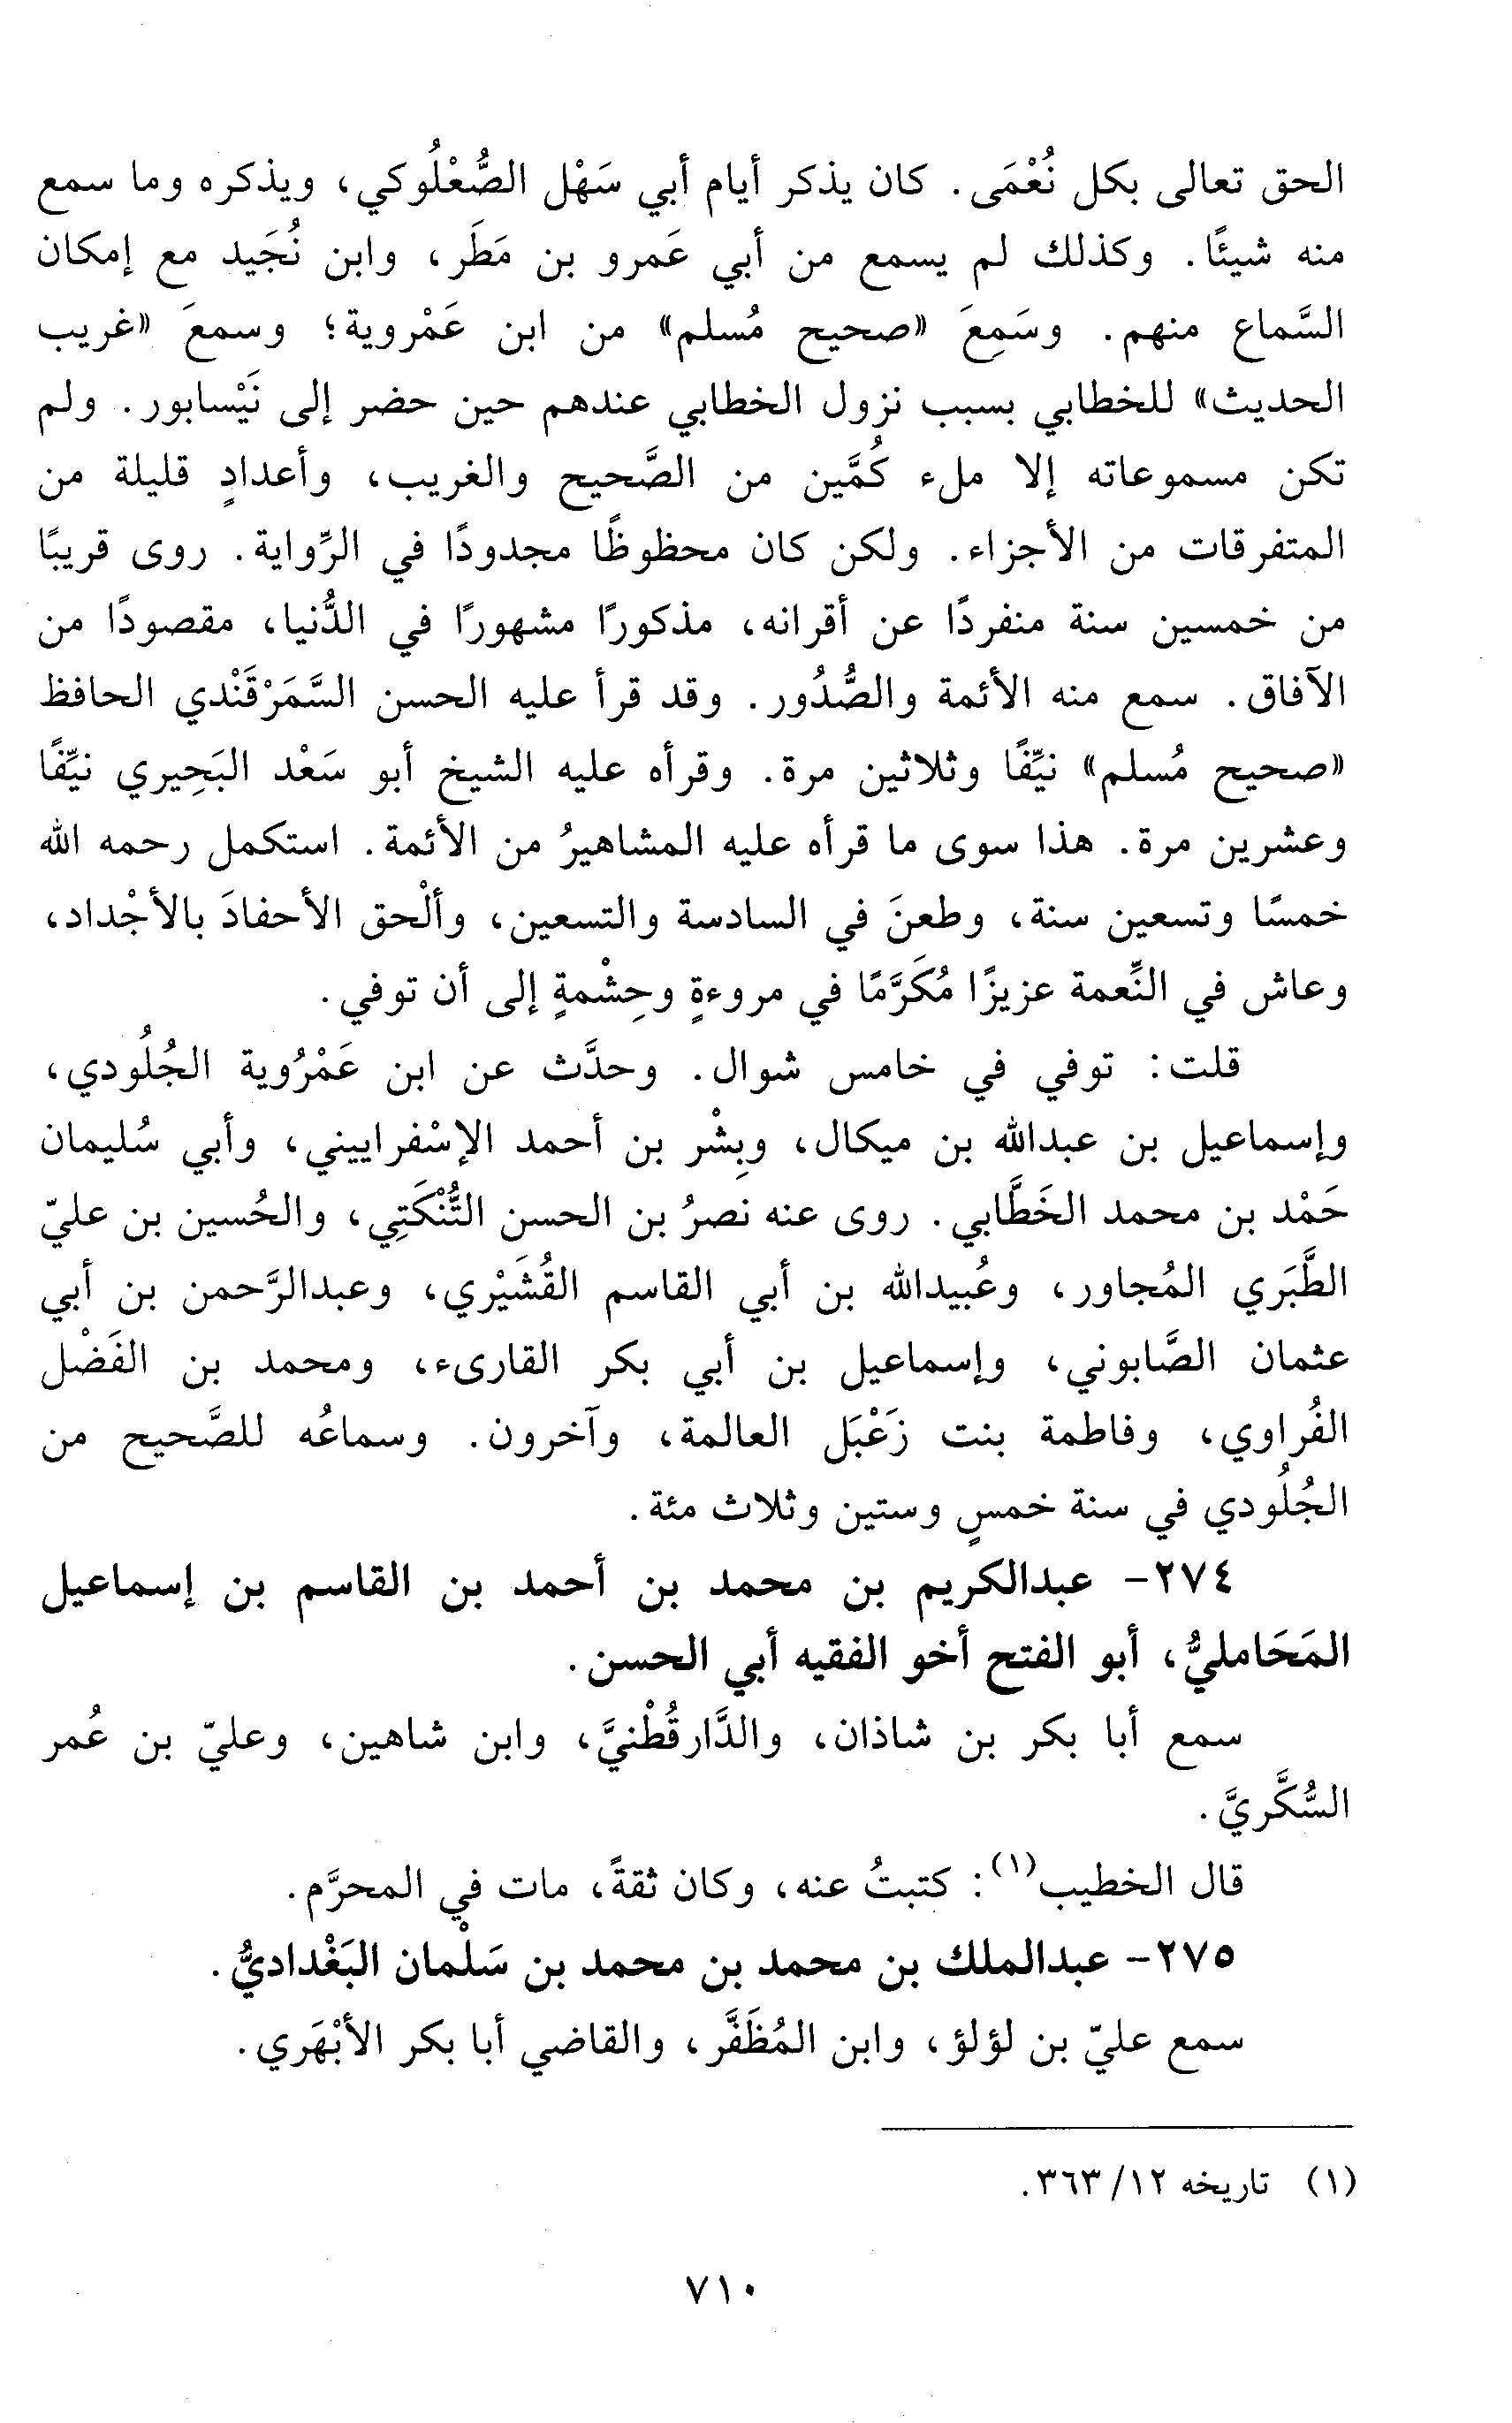 الحق تعالى بكل نُعْمَى. كان يذكر أيام أبي سَهْل الصُّعْلُوكي، ويذكره وما سمع
منه شيئًا. وكذلك لم يسمع من أبي عَمرو بن مَطَر، وابن نُجَيد مع إمكان
السَّماع منهم. وسَمِعَ «صحيح مُسلم» من ابن عَمْروية؛ وسمعَ «غريب
الحديث» للخطابي بسبب نزول الخطابي عندهم حين حضر إلى نَيْسابور. ولم
تكن مسموعاته إلا ملء كُمَّين من الصَّحيح والغريب، وأعدادٍ قليلة من
المتفرقات من الأجزاء. ولكن كان محظوظًا مجدودًا في الرِّواية. روى قريبًا
من خمسين سنة منفردًا عن أقرانه، مذكورًا مشهورًا في الدُّنيا، مقصودًا من
الآفاق. سمع منه الأئمة والصُّدُور. وقد قرأ عليه الحسن السَّمَرْقَنْدي الحافظ
«صحيح مُسلم» نيِّفًا وثلاثين مرة. وقرأه عليه الشيخ أبو سَعْد البَحِيري نيِّفًا
وعشرين مرة. هذا سوى ما قرأه عليه المشاهيرُ من الأئمة. استكمل رحمه الله
خمسًا وتسعين سنة، وطعنَ في السادسة والتسعين، وألْحق الأحفادَ بالأجْداد،
وعاش في النِّعمة عزيزًا مُكَرَّمًا في مروءةٍ وحِشْمةٍ إلى أن توفي.
قلت: توفي في خامس شوال. وحدَّث عن ابن عَمْرُوية الجُلُودي،
وإسماعيل بن عبدالله بن ميكال، وبِشْر بن أحمد الإسْفراييني، وأبي سُليمان
حَمْد بن محمد الخَطَّابي. روى عنه نصرُ بن الحسن التُّنْكَتِي، والحُسين بن عليّ
الطَّبَري المُجاور، وعُبيدالله بن أبي القاسم القُشَيْري، وعبدالرَّحمن بن أبي
عثمان الصَّابوني، وإسماعيل بن أبي بكر القارىء، ومحمد بن الفَضْل
الفُراوي، وفاطمة بنت زَعْبَل العالمة، وآخرون. وسماعُه للصَّحيح من
الجُلُودي في سنة خمسٍ وستين وثلاث مئة.
٢٧٤- عبدالكريم بن محمد بن أحمد بن القاسم بن إسماعيل
المَحَامليُّ، أبو الفتح أخو الفقيه أبي الحسن.
سمع أبا بكر بن شاذان، والدَّارقُطْنيَّ، وابن شاهين، وعليّ بن عُمر
السُّكَّريَّ.
قال الخطيب(١): كتبتُ عنه، وكان ثقةً، مات في المحرَّم.
٢٧٥- عبدالملك بن محمد بن محمد بن سَلْمان البَغْداديُّ.
سمع عليّ بن لؤلؤ، وابن المُظَفَّر، والقاضي أبا بكر الأبْهَري.
(١) تاريخه ١٢/ ٣٦٣.
٧١٠